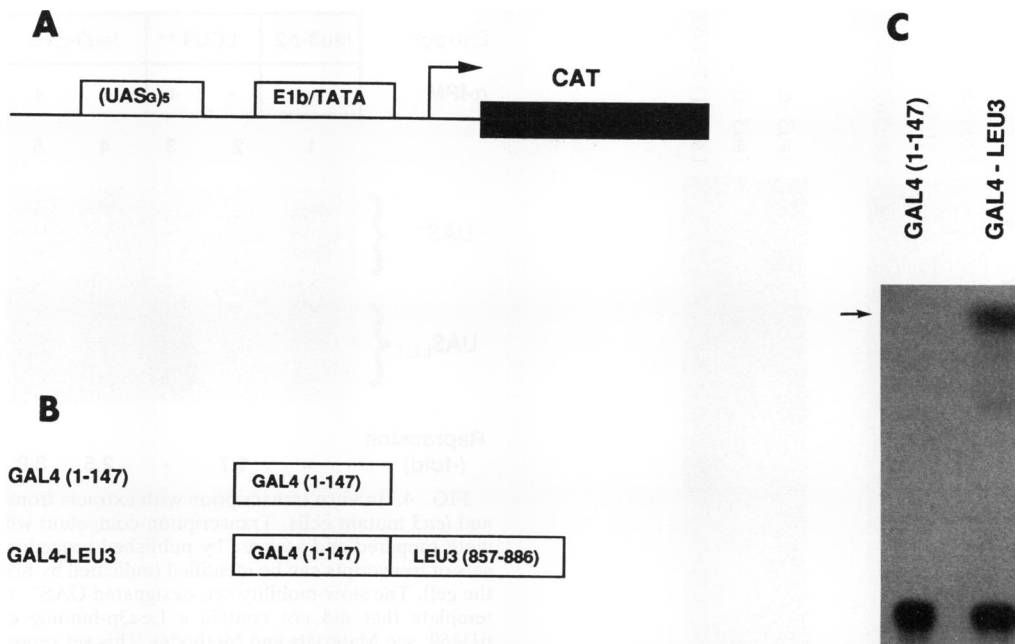 A
(UASG)5
E1b/TATA
CAT
B
GAL4 (1-147)
GAL4 (1-147)
GAL4-LEU3
GAL4 (1-147)
LEU3 (857-886)
C
GAL4 (1-147)
GAL4 - LEU3